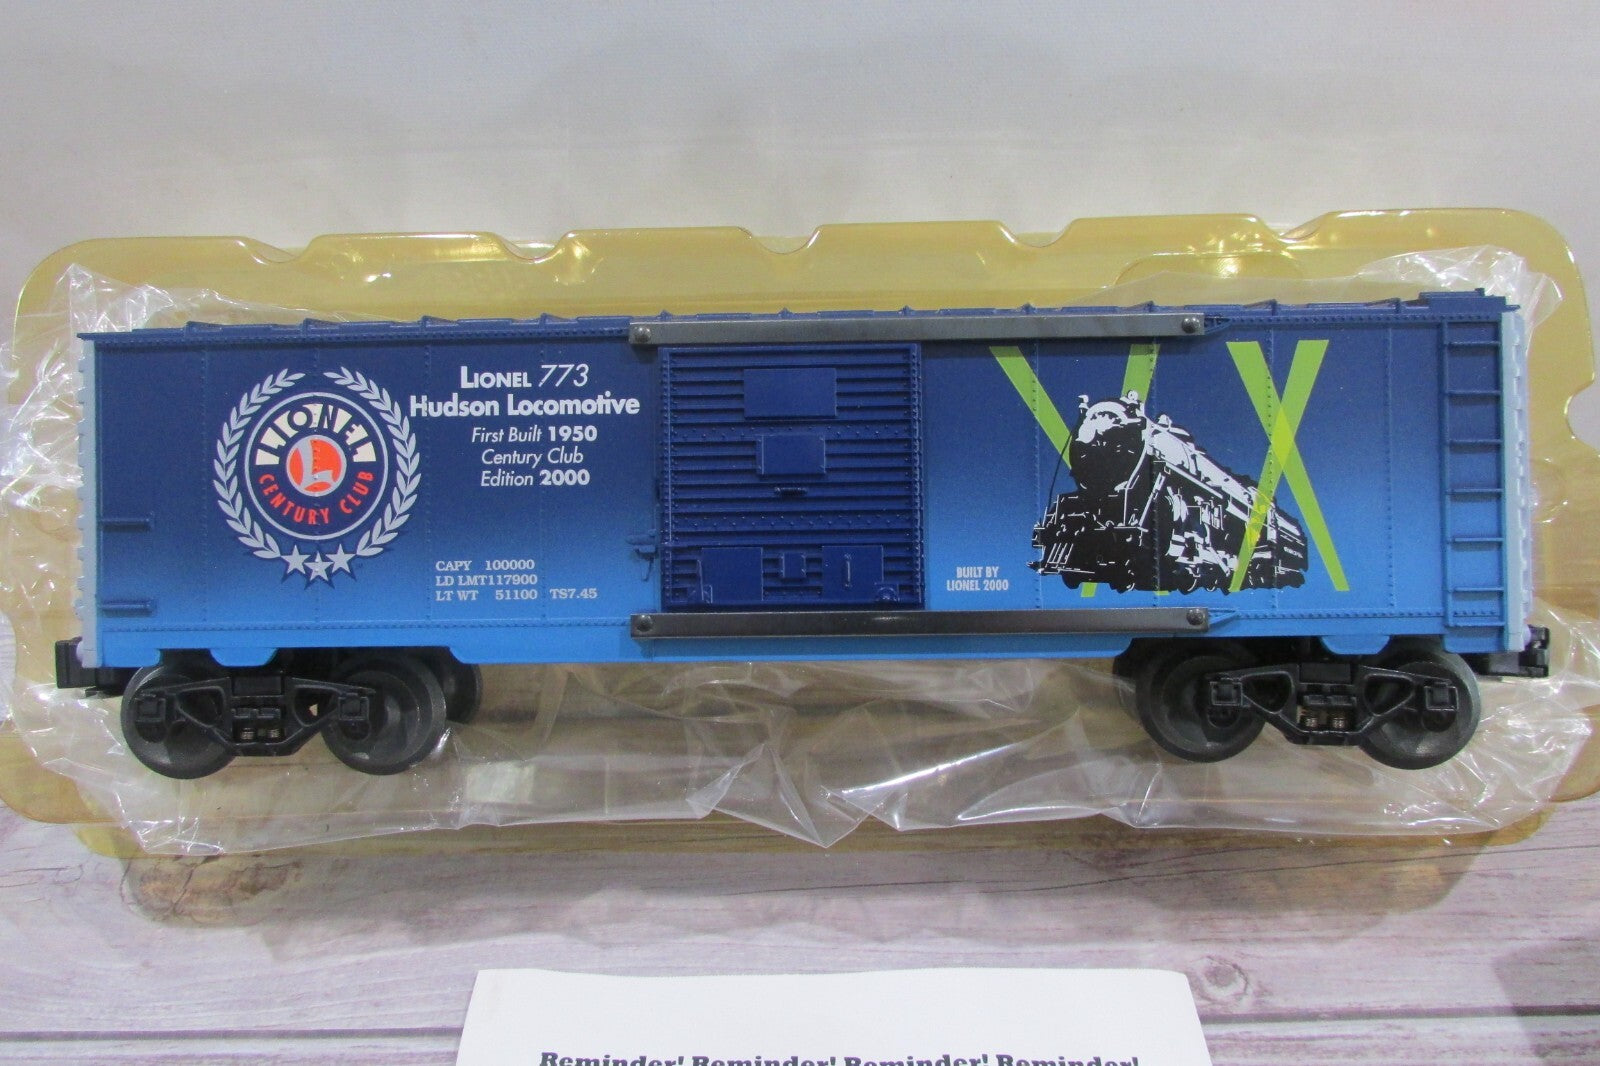 LIONEL
L
CENTURY CLUB
LIONEL 773
Hudson Locomotive
First Built 1950
Century Club
Edition 2000
CAPY 100000
LD LMT117900
LT WT 51100 TS7.45
BUILT BY
LIONEL 2000
Reminder! Reminder! Reminder! Reminder!